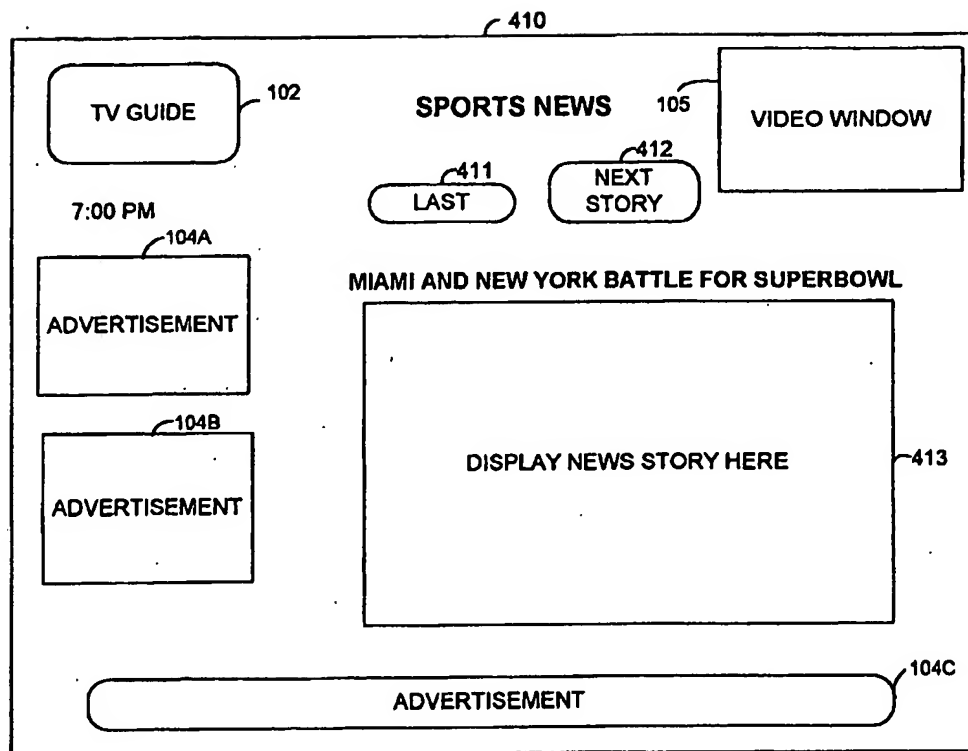 410
TV GUIDE
102
SPORTS NEWS
105
VIDEO WINDOW
411
LAST
412
NEXT
STORY
7:00 PM
104A
ADVERTISEMENT
MIAMI AND NEW YORK BATTLE FOR SUPERBOWL
104B
ADVERTISEMENT
DISPLAY NEWS STORY HERE
413
104C
ADVERTISEMENT